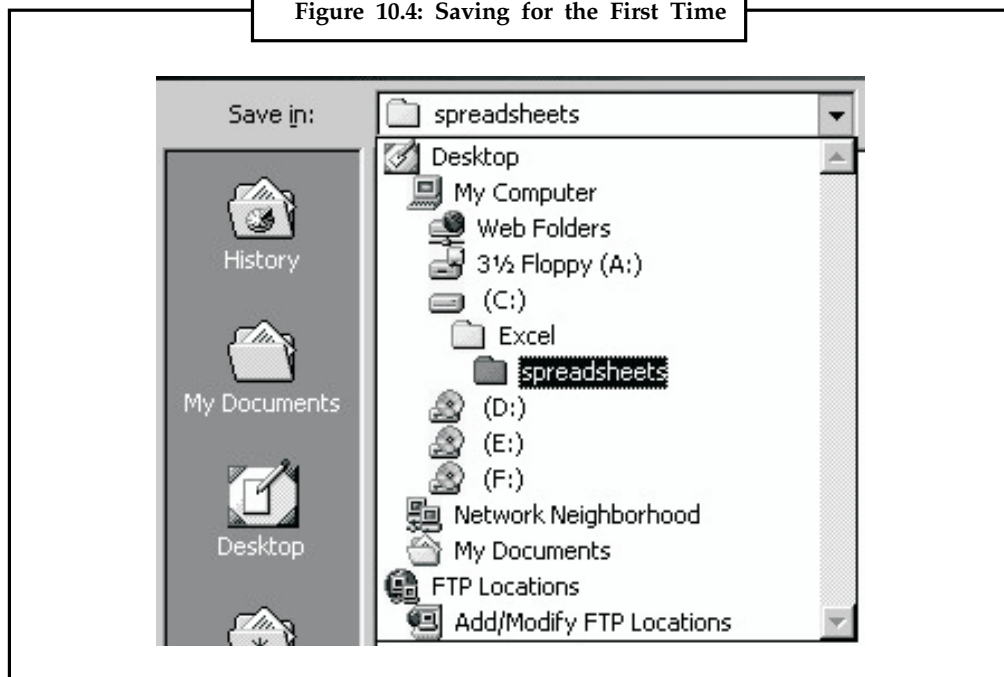 Figure 10.4: Saving for the First Time
Save in:
spreadsheets
Desktop
My Computer
Web Folders
3½ Floppy (A:)
(C:)
Excel
spreadsheets
(D:)
(E:)
(F:)
Network Neighborhood
My Documents
FTP Locations
Add/Modify FTP Locations
History
My Documents
Desktop